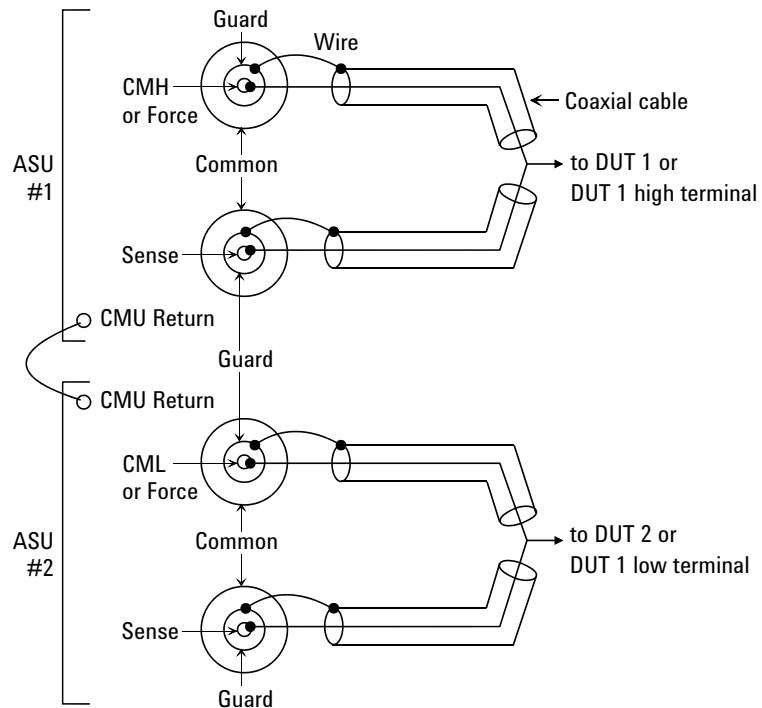 Guard
Wire
CMH
or Force
Coaxial cable
ASU
#1
Common
to DUT 1 or
DUT 1 high terminal
Sense
CMU Return
Guard
CMU Return
CML
or Force
ASU
#2
Common
to DUT 2 or
DUT 1 low terminal
Sense
Guard